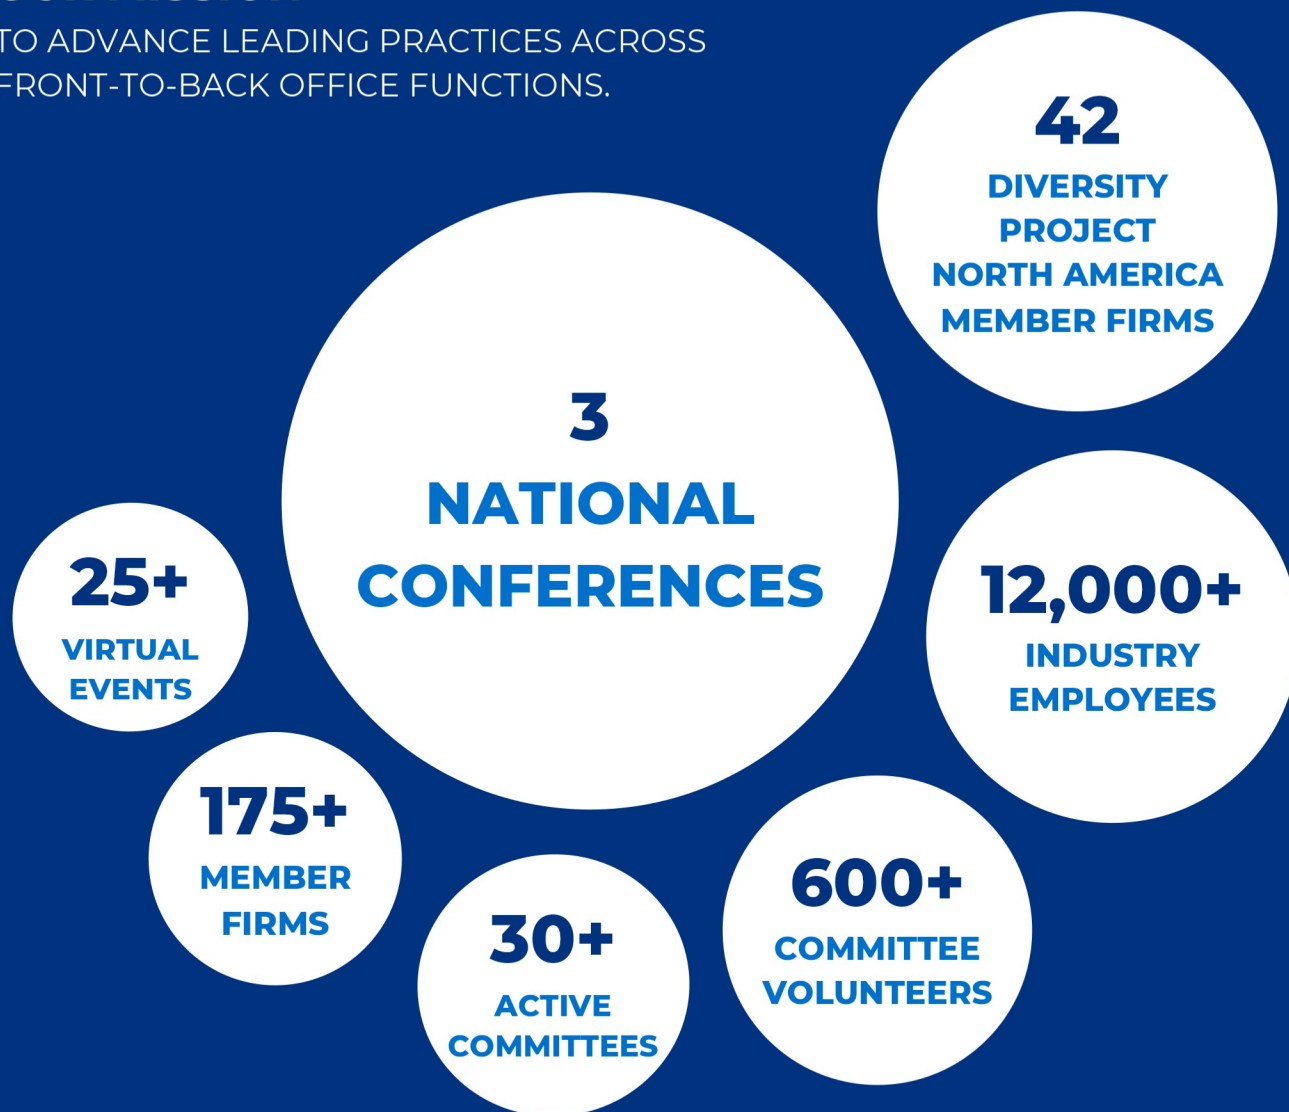 TO ADVANCE LEADING PRACTICES ACROSS
FRONT-TO-BACK OFFICE FUNCTIONS.
42
DIVERSITY
PROJECT
NORTH AMERICA
MEMBER FIRMS
3
NATIONAL
CONFERENCES
25+
VIRTUAL
EVENTS
12,000+
INDUSTRY
EMPLOYEES
175+
MEMBER
FIRMS
600+
COMMITTEE
VOLUNTEERS
30+
ACTIVE
COMMITTEES